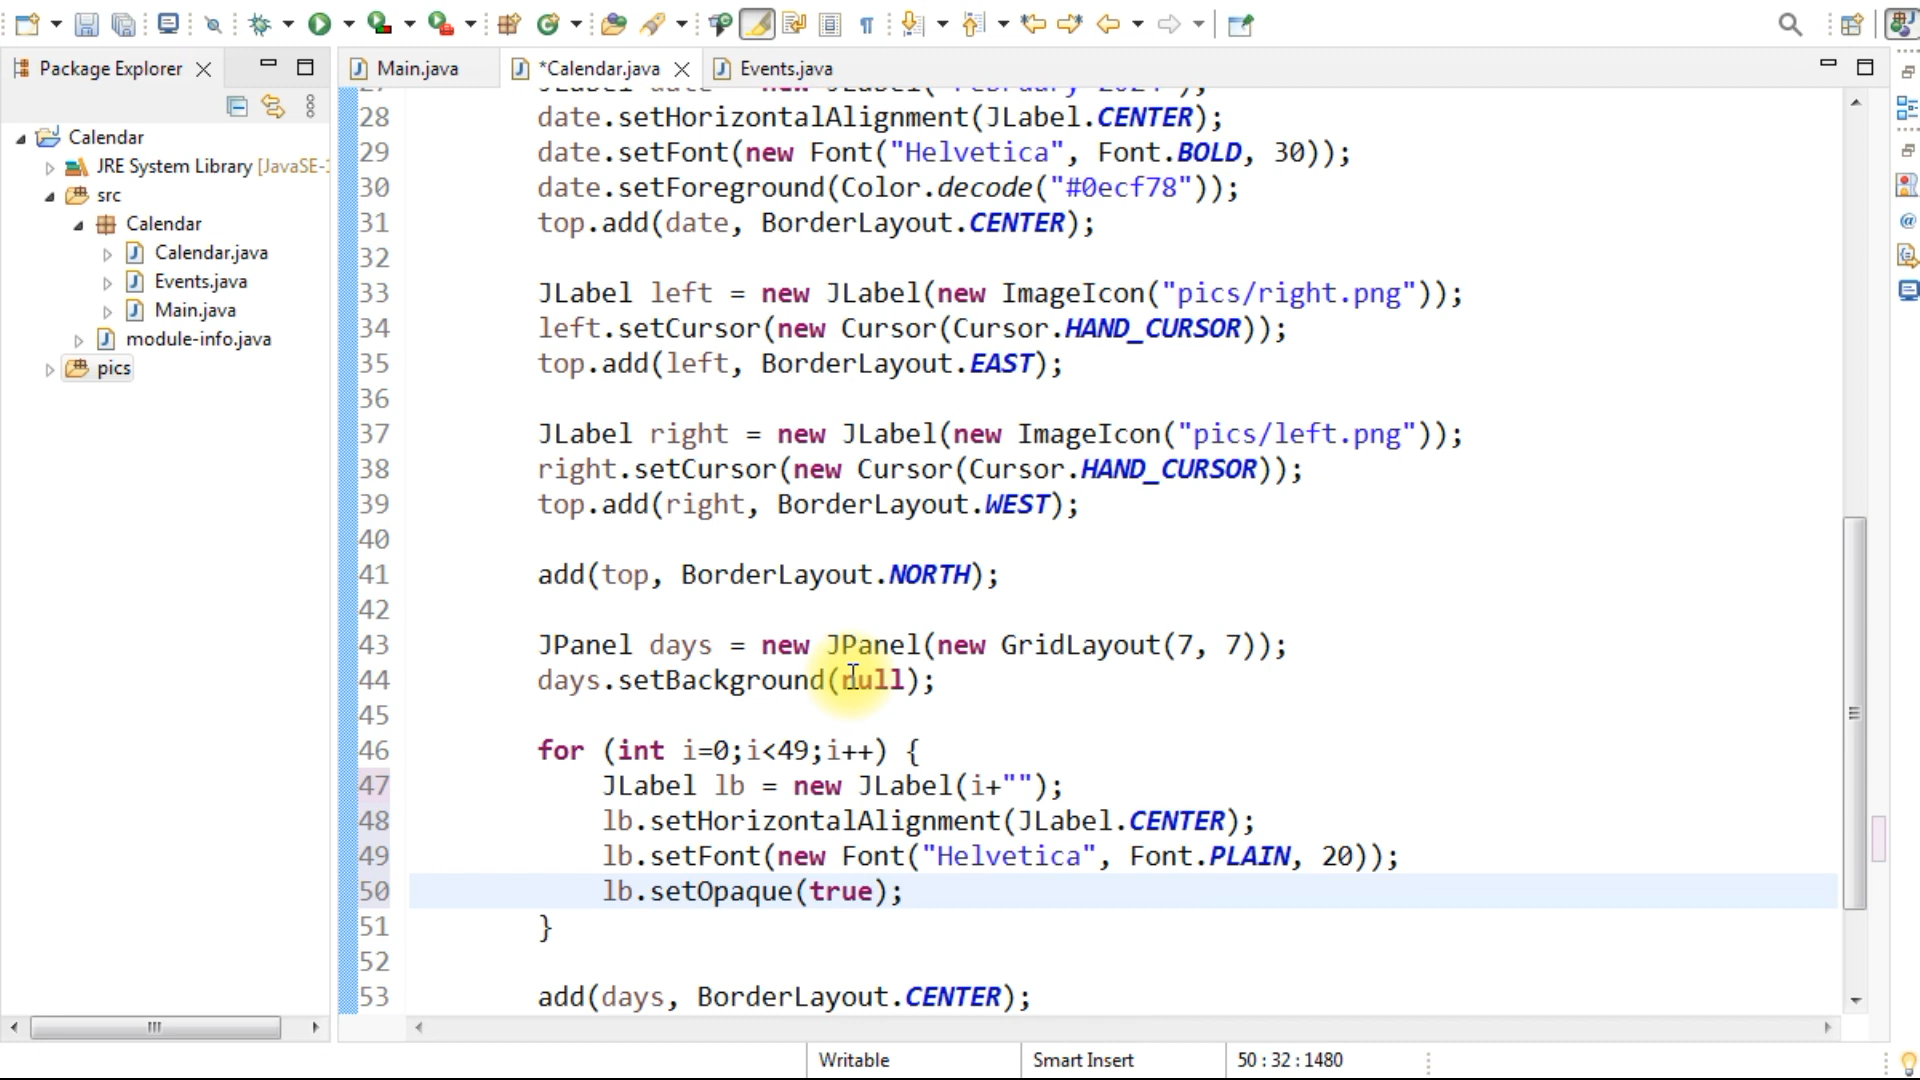 Package Explorer
Main.java
*Calendar.java
Events.java
Calendar
JRE System Library [JavaSE-
src
Calendar
Calendar.java
Events.java
Main.java
module-info.java
pics
28 date.setHorizontalAlignment(JLabel.CENTER);
29 date.setFont(new Font("Helvetica", Font.BOLD, 30));
30 date.setForeground(Color.decode("#0ecf78"));
31 top.add(date, BorderLayout.CENTER);
32
33 JLabel left = new JLabel(new ImageIcon("pics/right.png"));
34 left.setCursor(new Cursor(Cursor.HAND_CURSOR));
35 top.add(left, BorderLayout.EAST);
36
37 JLabel right = new JLabel(new ImageIcon("pics/left.png"));
38 right.setCursor(new Cursor(Cursor.HAND_CURSOR));
39 top.add(right, BorderLayout.WEST);
40
41 add(top, BorderLayout.NORTH);
42
43 JPanel days = new JPanel(new GridLayout(7, 7));
44 days.setBackground(null);
45
46 for (int i=0;i<49;i++) {
47 JLabel lb = new JLabel(i+"");
48 lb.setHorizontalAlignment(JLabel.CENTER);
49 lb.setFont(new Font("Helvetica", Font.PLAIN, 20));
50 lb.setOpaque(true);
51 }
52
53 add(days, BorderLayout.CENTER);
Writable
Smart Insert
50 : 32 : 1480